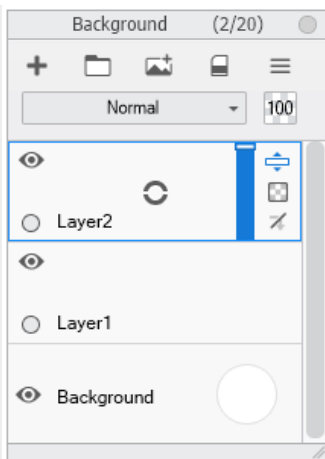 Background (2/20)
Normal 100
Layer2
Layer1
Background